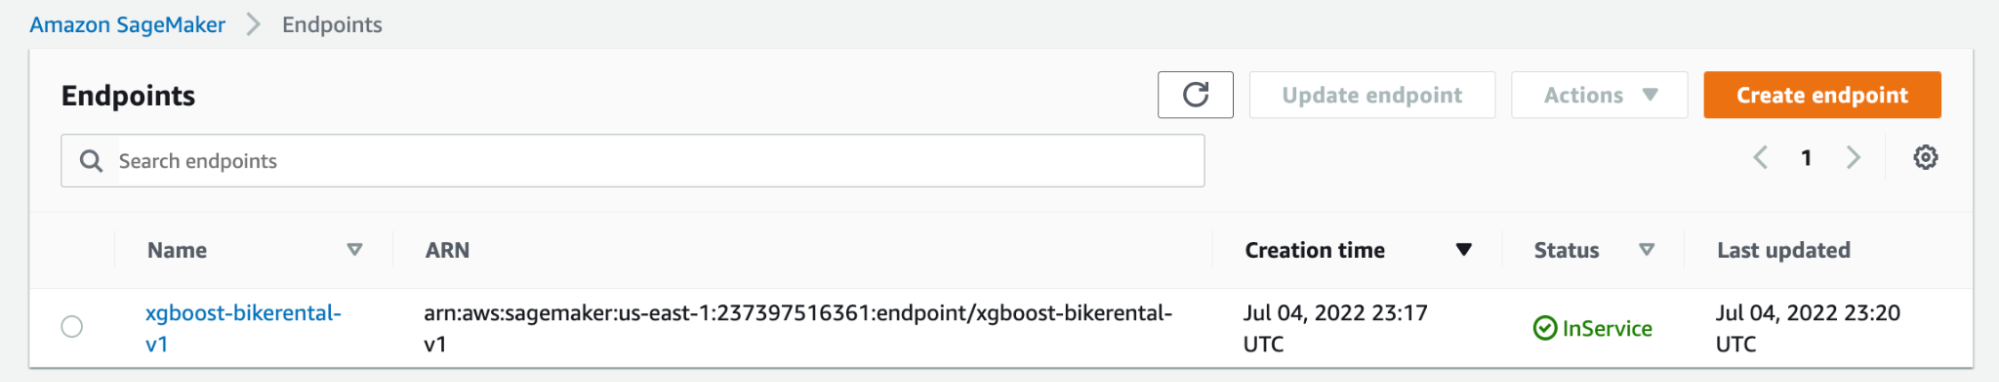 Amazon SageMaker > Endpoints
Endpoints
Update endpoint
Actions
Create endpoint
Search endpoints
1
Name
ARN
Creation time
Status
Last updated
xgboost-bikerental-
v1
arn:aws:sagemaker:us-east-1:237397516361:endpoint/xgboost-bikerental-
v1
Jul 04, 2022 23:17
UTC
InService
Jul 04, 2022 23:20
UTC